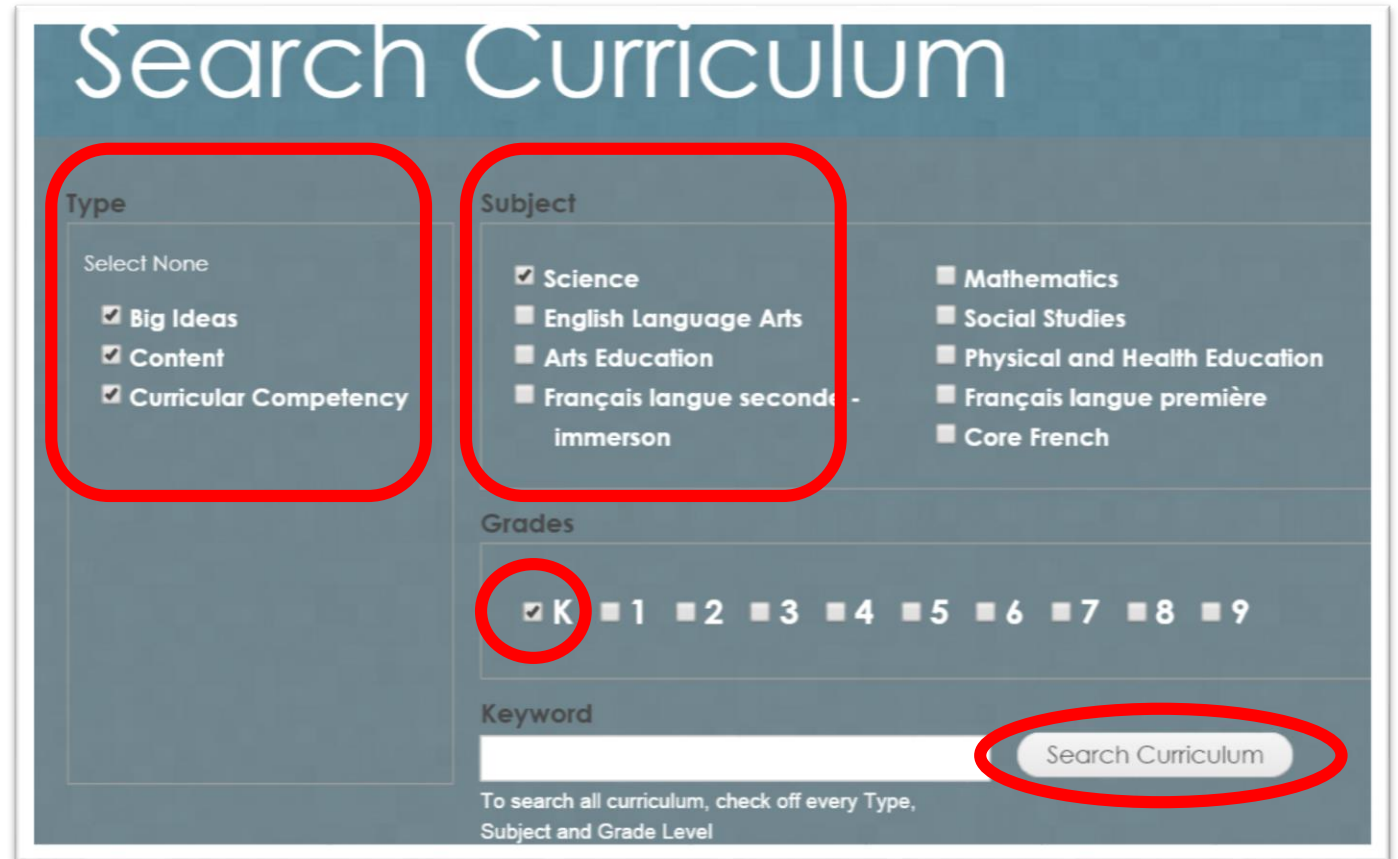 Search Curriculum
Type
Select None
Big Ideas
Content
Curricular Competency
Subject
Science
English Language Arts
Arts Education
Français langue seconde -
immerson
Mathematics
Social Studies
Physical and Health Education
Français langue première
Core French
Grades
K 1 2 3 4 5 6 7 8 9
Keyword
Search Curriculum
To search all curriculum, check off every Type,
Subject and Grade Level